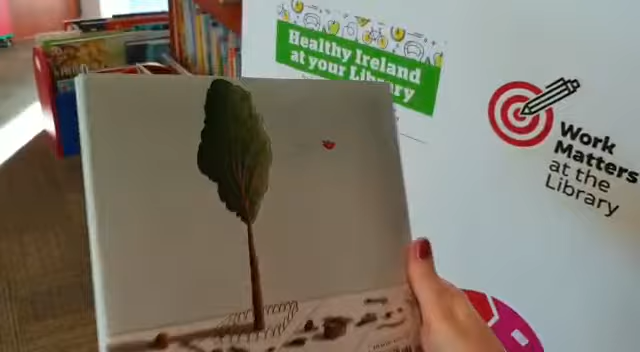 Healthy Ireland
at your Library
Work
Matters
at the
Library